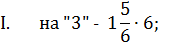 I. на "3" - 1 5/6 · 6;